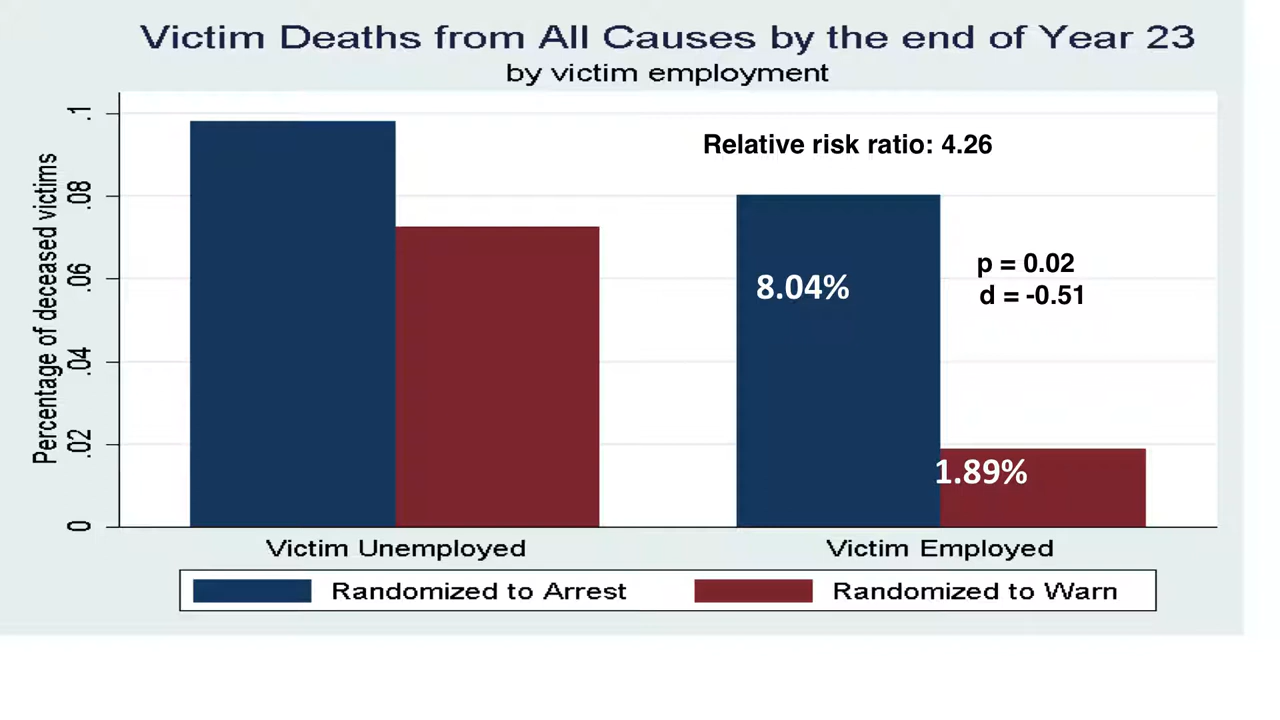 Victim Deaths from All Causes by the end of Year 23
by victim employment
Percentage of deceased victims
.1
.08
.06
.04
.02
0
Relative risk ratio: 4.26
8.04%
p = 0.02
d = -0.51
1.89%
Victim Unemployed
Victim Employed
Randomized to Arrest
Randomized to Warn